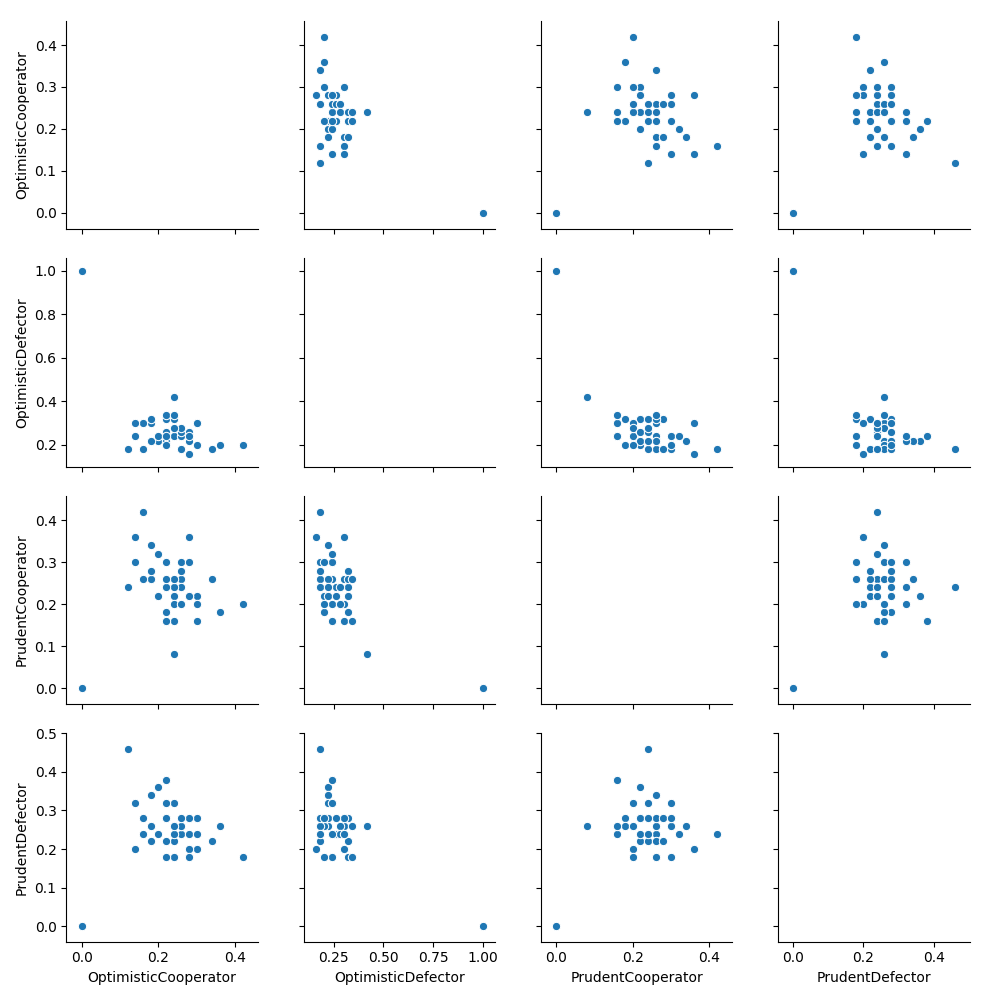 OptimisticCooperator
0.4
0.3
0.2
0.1
0.0
OptimisticDefector
1.0
0.8
0.6
0.4
0.2
PrudentCooperator
0.4
0.3
0.2
0.1
0.0
PrudentDefector
0.5
0.4
0.3
0.2
0.1
0.0
0.0 0.2 0.4
0.25 0.50 0.75 1.00
0.0 0.2 0.4
0.0 0.2 0.4
OptimisticCooperator
OptimisticDefector
PrudentCooperator
PrudentDefector